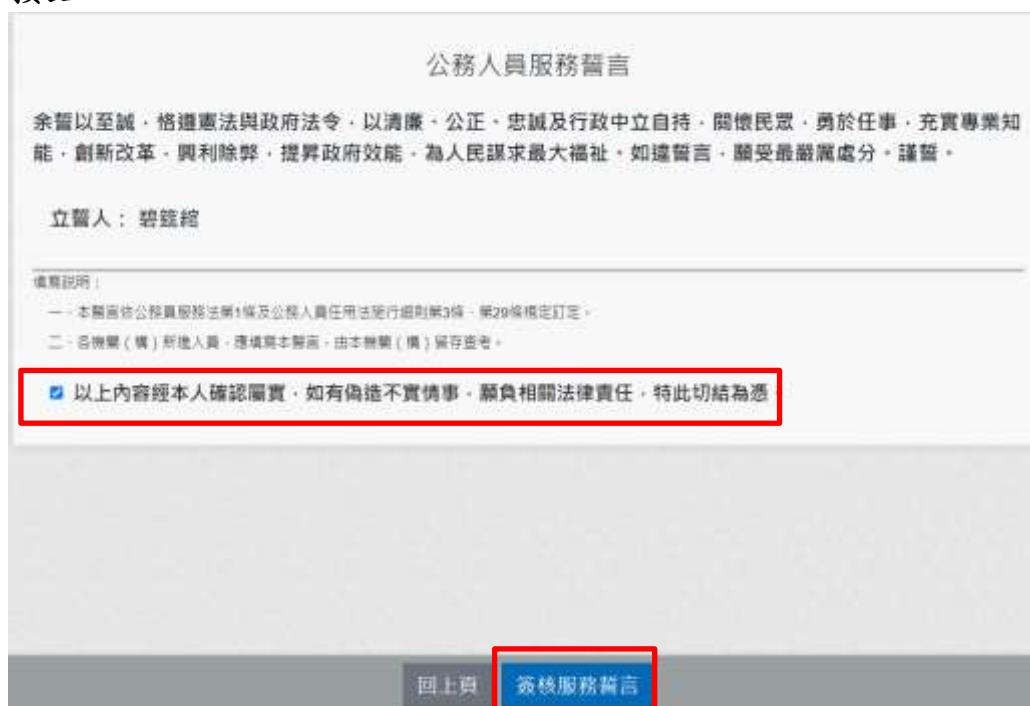 公務人員服務誓言
余誓以至誠，恪遵憲法與政府法令，以清廉、公正、忠誠及行政中立自持，關懷民眾，勇於任事，充實專業知
能，創新改革，興利除弊，提昇政府效能，為人民謀求最大福祉。如違誓言，願受最嚴厲處分。謹誓。
立誓人： 碧筵綰
填寫說明：
一、本誓言依公務員服務法第1條及公務人員任用法施行細則第3條、第29條規定訂定。
二、各機關（構）新進人員，應填寫本誓言，由本機關（構）留存查考。
以上內容經本人確認屬實，如有偽造不實情事，願負相關法律責任，特此切結為憑。
回上頁
簽核服務誓言